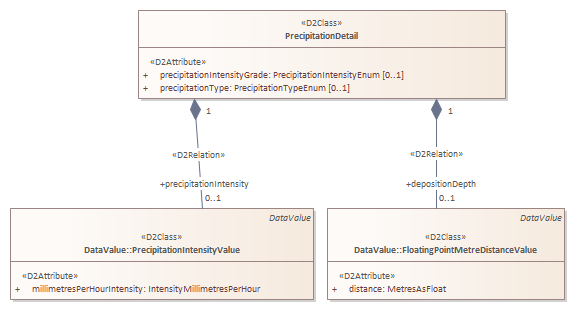 «D2Class»
PrecipitationDetail
«D2Attribute»
+ precipitationIntensityGrade: PrecipitationIntensityEnum [0..1]
+ precipitationType: PrecipitationTypeEnum [0..1]
1
1
«D2Relation»
«D2Relation»
+precipitationIntensity
+depositionDepth
0..1
0..1
DataValue
«D2Class»
DataValue::PrecipitationIntensityValue
«D2Attribute»
+ millimetresPerHourIntensity: IntensityMillimetresPerHour
DataValue
«D2Class»
DataValue::FloatingPointMetreDistanceValue
«D2Attribute»
+ distance: MetresAsFloat